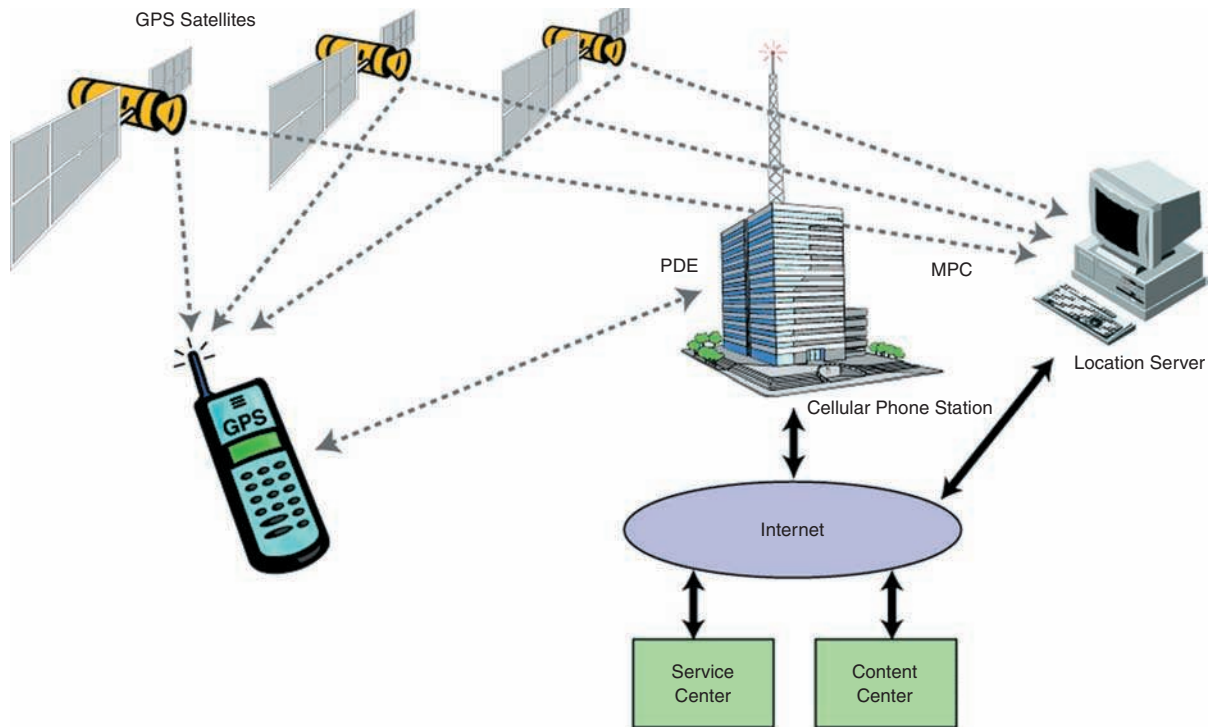 GPS Satellites
PDE
MPC
Location Server
GPS
Cellular Phone Station
Internet
Service
Center
Content
Center